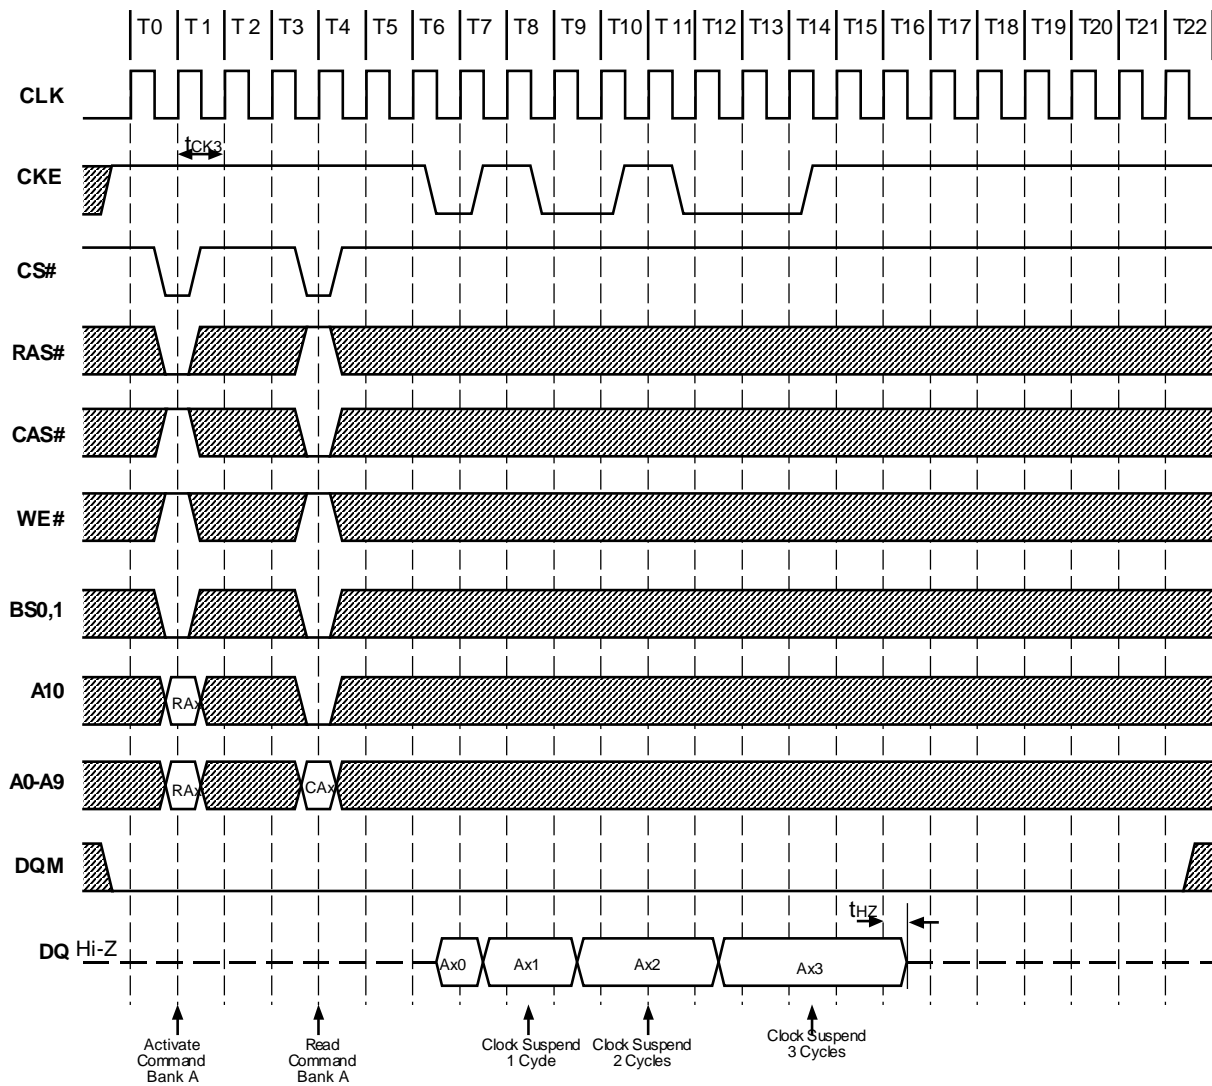 T0 T1 T2 T3 T4 T5 T6 T7 T8 T9 T10 T11 T12 T13 T14 T15 T16 T17 T18 T19 T20 T21 T22
CLK
tCK3
CKE
CS#
RAS#
CAS#
WE#
BS0,1
A10
RAx
A0-A9
RAx
CAx
DQM
tHZ
DQ Hi-Z
Ax0
Ax1
Ax2
Ax3
Activate
Command
Bank A
Read
Command
Bank A
Clock Suspend
1 Cycle
Clock Suspend
2 Cycles
Clock Suspend
3 Cycles